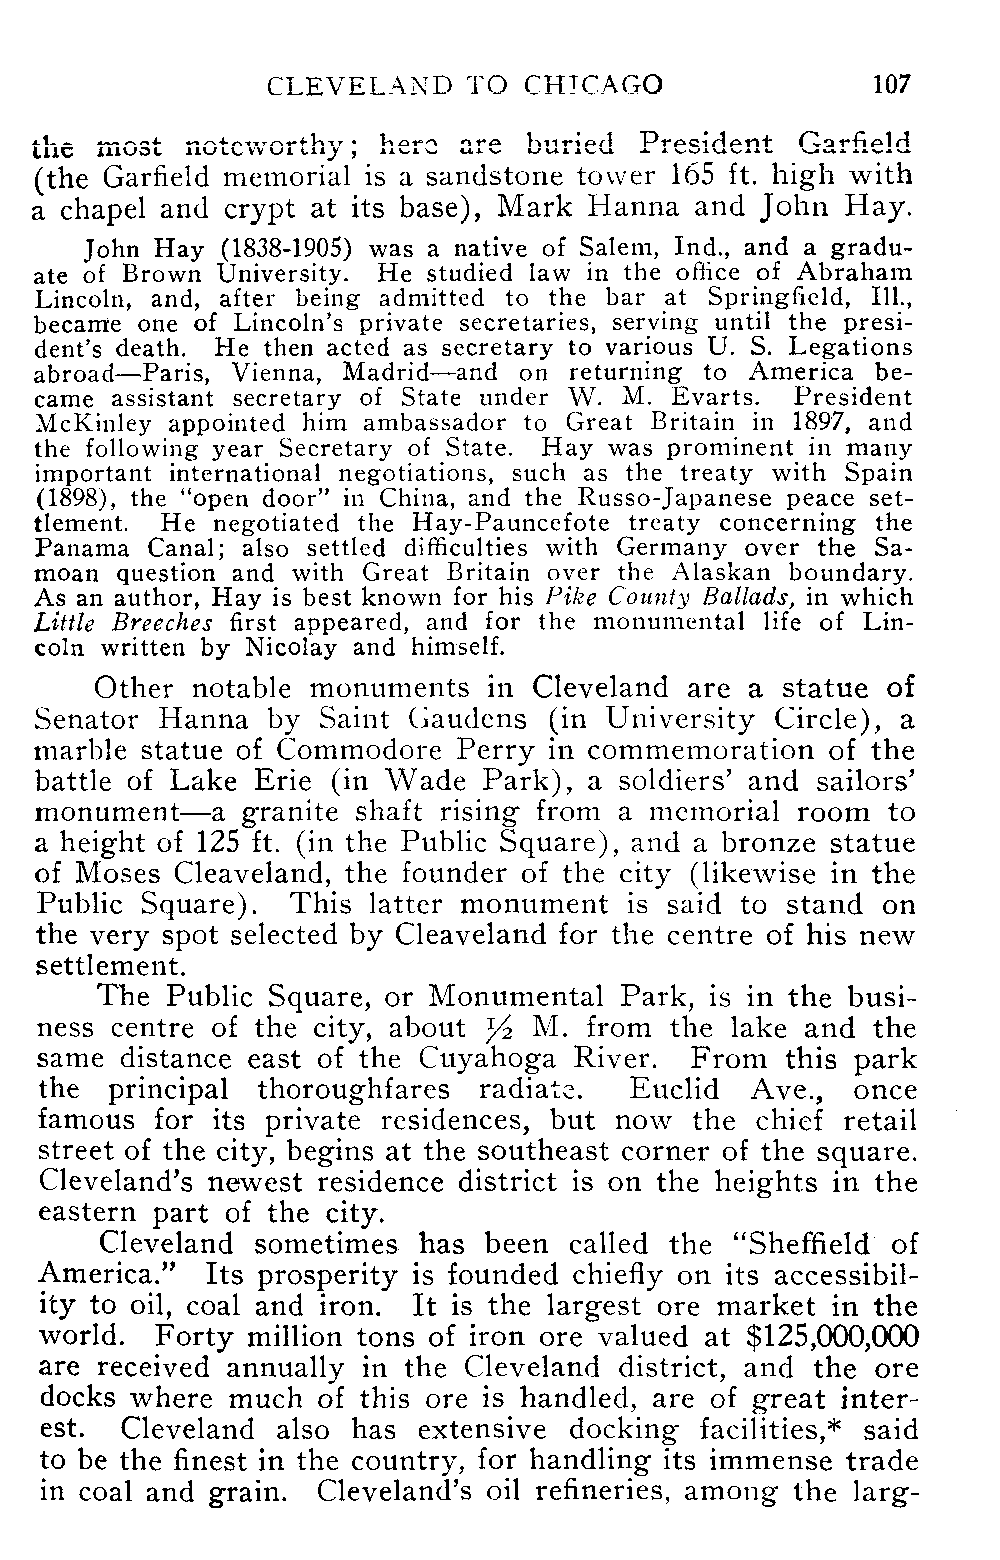 CLEVELAND TO CHICAGO 107
the most noteworthy; here are buried President Garfield
(the Garfield memorial is a sandstone tower 165 ft. high with
a chapel and crypt at its base), Mark Hanna and John Hay.
John Hay (1838-1905) was a native of Salem, Ind., and a gradu-
ate of Brown University. He studied law in the office of Abraham
Lincoln, and, after being admitted to the bar at Springfield, Ill.,
became one of Lincoln's private secretaries, serving until the presi-
dent's death. He then acted as secretary to various U. S. Legations
abroad—Paris, Vienna, Madrid—and on returning to America be-
came assistant secretary of State under W. M. Evarts. President
McKinley appointed him ambassador to Great Britain in 1897, and
the following year Secretary of State. Hay was prominent in many
important international negotiations, such as the treaty with Spain
(1898), the "open door" in China, and the Russo-Japanese peace set-
tlement. He negotiated the Hay-Pauncefote treaty concerning the
Panama Canal; also settled difficulties with Germany over the Sa-
moan question and with Great Britain over the Alaskan boundary.
As an author, Hay is best known for his Pike County Ballads, in which
Little Breeches first appeared, and for the monumental life of Lin-
coln written by Nicolay and himself.
Other notable monuments in Cleveland are a statue of
Senator Hanna by Saint Gaudens (in University Circle), a
marble statue of Commodore Perry in commemoration of the
battle of Lake Erie (in Wade Park), a soldiers' and sailors'
monument—a granite shaft rising from a memorial room to
a height of 125 ft. (in the Public Square), and a bronze statue
of Moses Cleaveland, the founder of the city (likewise in the
Public Square). This latter monument is said to stand on
the very spot selected by Cleaveland for the centre of his new
settlement.
The Public Square, or Monumental Park, is in the busi-
ness centre of the city, about ½ M. from the lake and the
same distance east of the Cuyahoga River. From this park
the principal thoroughfares radiate. Euclid Ave., once
famous for its private residences, but now the chief retail
street of the city, begins at the southeast corner of the square.
Cleveland's newest residence district is on the heights in the
eastern part of the city.
Cleveland sometimes has been called the "Sheffield of
America." Its prosperity is founded chiefly on its accessibil-
ity to oil, coal and iron. It is the largest ore market in the
world. Forty million tons of iron ore valued at $125,000,000
are received annually in the Cleveland district, and the ore
docks where much of this ore is handled, are of great inter-
est. Cleveland also has extensive docking facilities,* said
to be the finest in the country, for handling its immense trade
in coal and grain. Cleveland's oil refineries, among the larg-